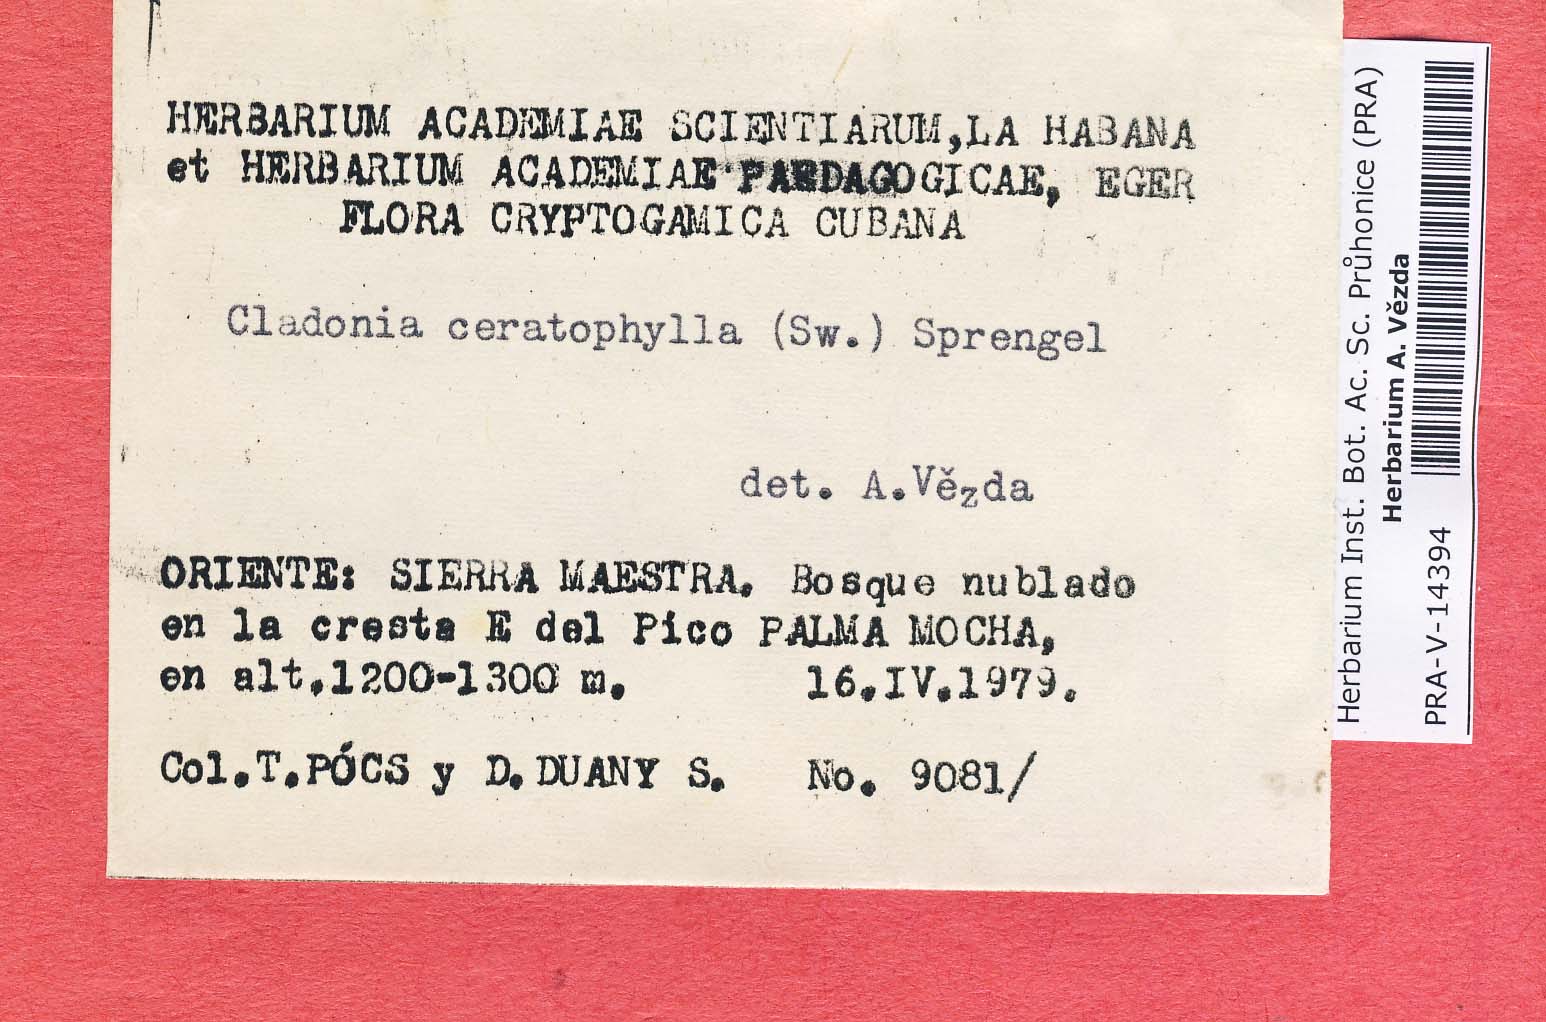 HERBARIUM ACADEMIAE SCIENTIARUM, LA HABANA
et HERBARIUM ACADEMIAE PAEDAGOGICAE, EGER
FLORA CRYPTOGAMICA CUBANA
Cladonia ceratophylla (Sw.) Sprengel
det. A.Vězda
ORIENTE: SIERRA MAESTRA. Bosque nublado
en la cresta E del Pico PALMA MOCHA,
en alt.1200-1300 m. 16.IV.1979.
Col.T.PÓCS y D.DUANY S. No. 9081/
Herbarium Inst. Bot. Ac. Sc. Průhonice (PRA)
Herbarium A. Vězda
PRA-V-14394